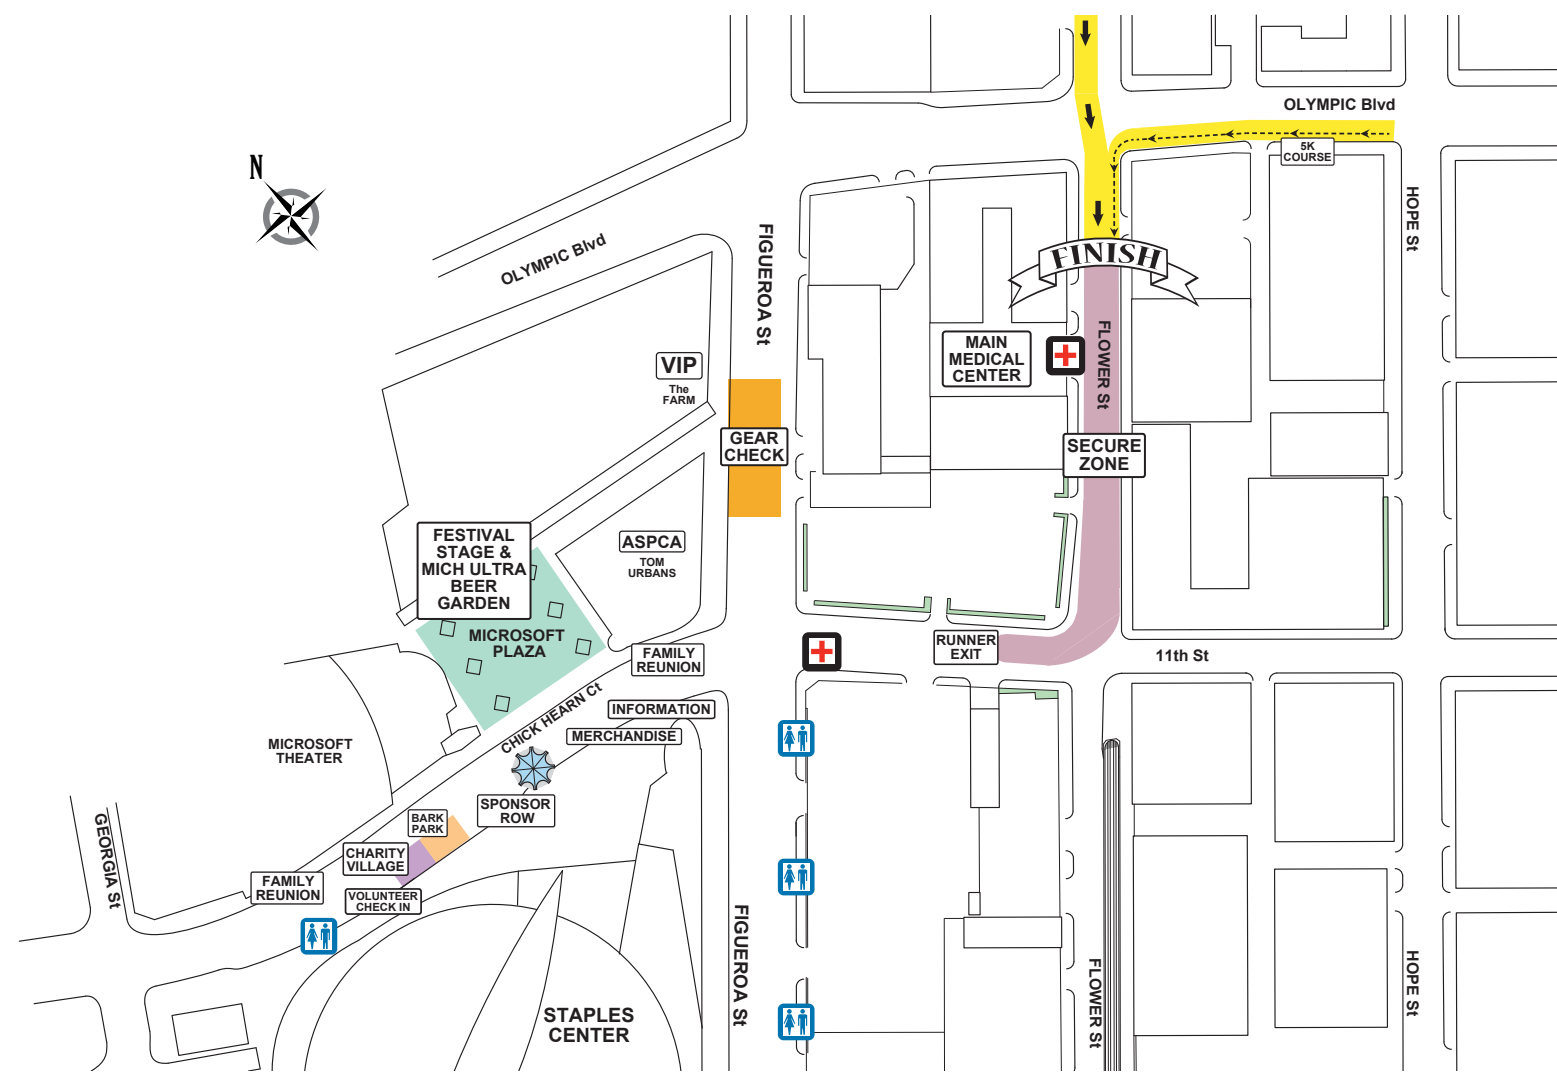 OLYMPIC Blvd
5K
COURSE
N
HOPE St
FIGUEROA St
OLYMPIC Blvd
FINISH
FLOWER St
MAIN
MEDICAL
CENTER
VIP
The
FARM
GEAR
CHECK
SECURE
ZONE
FESTIVAL
STAGE &
MICH ULTRA
BEER
GARDEN
ASPCA
TOM
URBANS
MICROSOFT
PLAZA
FAMILY
REUNION
RUNNER
EXIT
11th St
CHICK HEARN Ct
INFORMATION
MERCHANDISE
MICROSOFT
THEATER
SPONSOR
ROW
BARK
PARK
GEORGIA St
CHARITY
VILLAGE
FAMILY
REUNION
VOLUNTEER
CHECK IN
FIGUEROA St
FLOWER St
HOPE St
STAPLES
CENTER